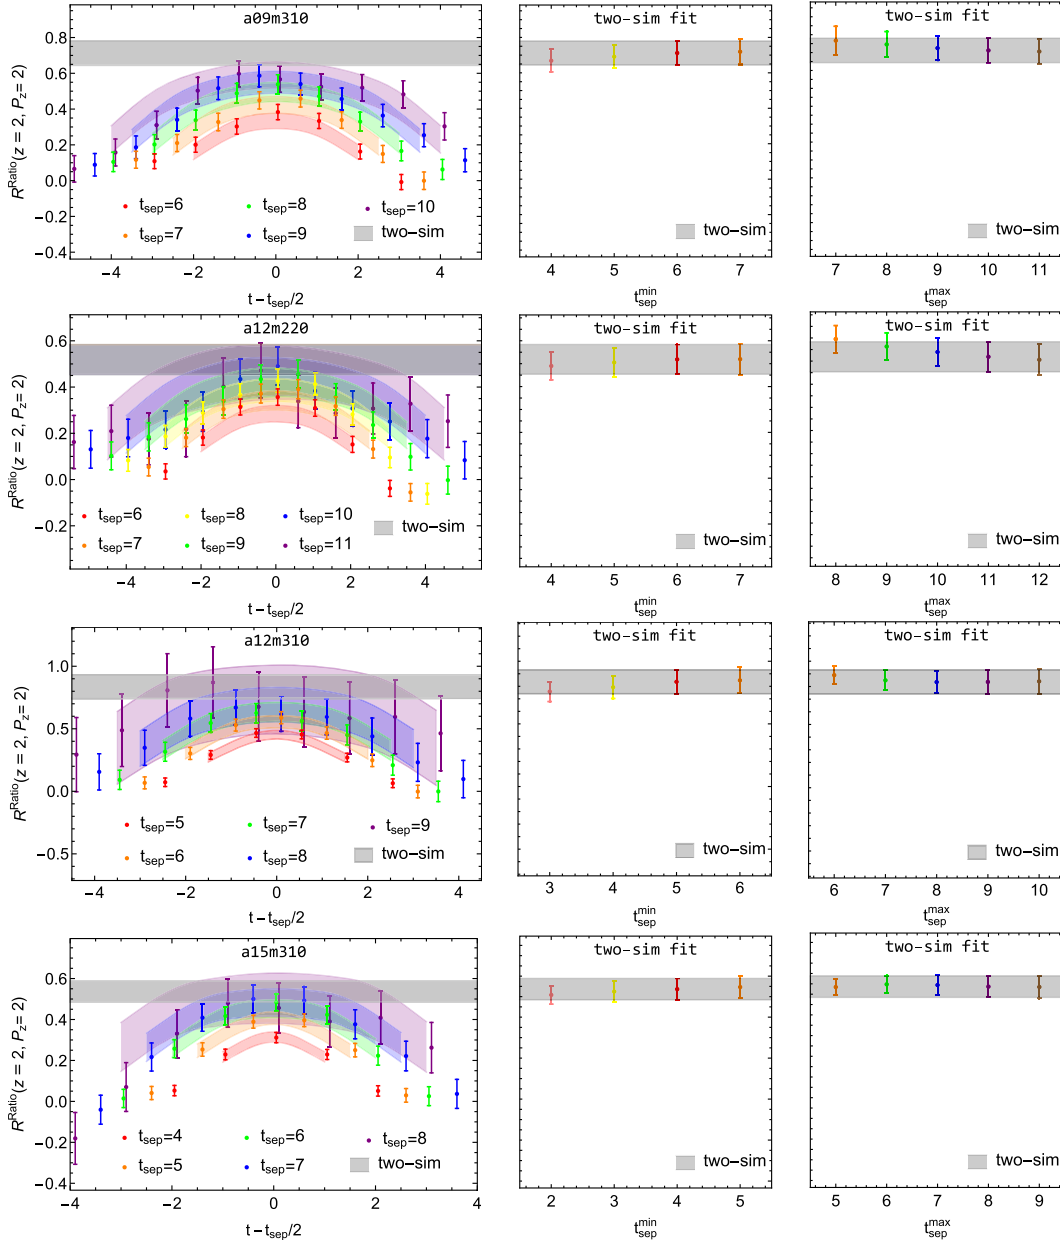 a09m310
0.8
0.6
0.4
0.2
0.0
−0.2
−0.4
R^Ratio(z = 2, P_z = 2)
t_sep=6 t_sep=8 t_sep=10
t_sep=7 t_sep=9 two−sim
−4 −2 0 2 4
t − t_sep/2
two-sim fit
two−sim
4 5 6 7
t_sep^min
two-sim fit
two−sim
7 8 9 10 11
t_sep^max
a12m220
0.6
0.4
0.2
0.0
−0.2
R^Ratio(z = 2, P_z = 2)
t_sep=6 t_sep=8 t_sep=10
t_sep=7 t_sep=9 t_sep=11 two−sim
−4 −2 0 2 4
t − t_sep/2
two-sim fit
two−sim
4 5 6 7
t_sep^min
two-sim fit
two−sim
8 9 10 11 12
t_sep^max
a12m310
1.0
0.5
0.0
−0.5
R^Ratio(z = 2, P_z = 2)
t_sep=5 t_sep=7 t_sep=9
t_sep=6 t_sep=8 two−sim
−4 −2 0 2 4
t − t_sep/2
two-sim fit
two−sim
3 4 5 6
t_sep^min
two-sim fit
two−sim
6 7 8 9 10
t_sep^max
a15m310
0.6
0.4
0.2
0.0
−0.2
−0.4
R^Ratio(z = 2, P_z = 2)
t_sep=4 t_sep=6 t_sep=8
t_sep=5 t_sep=7 two−sim
−4 −2 0 2 4
t − t_sep/2
two-sim fit
two−sim
2 3 4 5
t_sep^min
two-sim fit
two−sim
5 6 7 8 9
t_sep^max